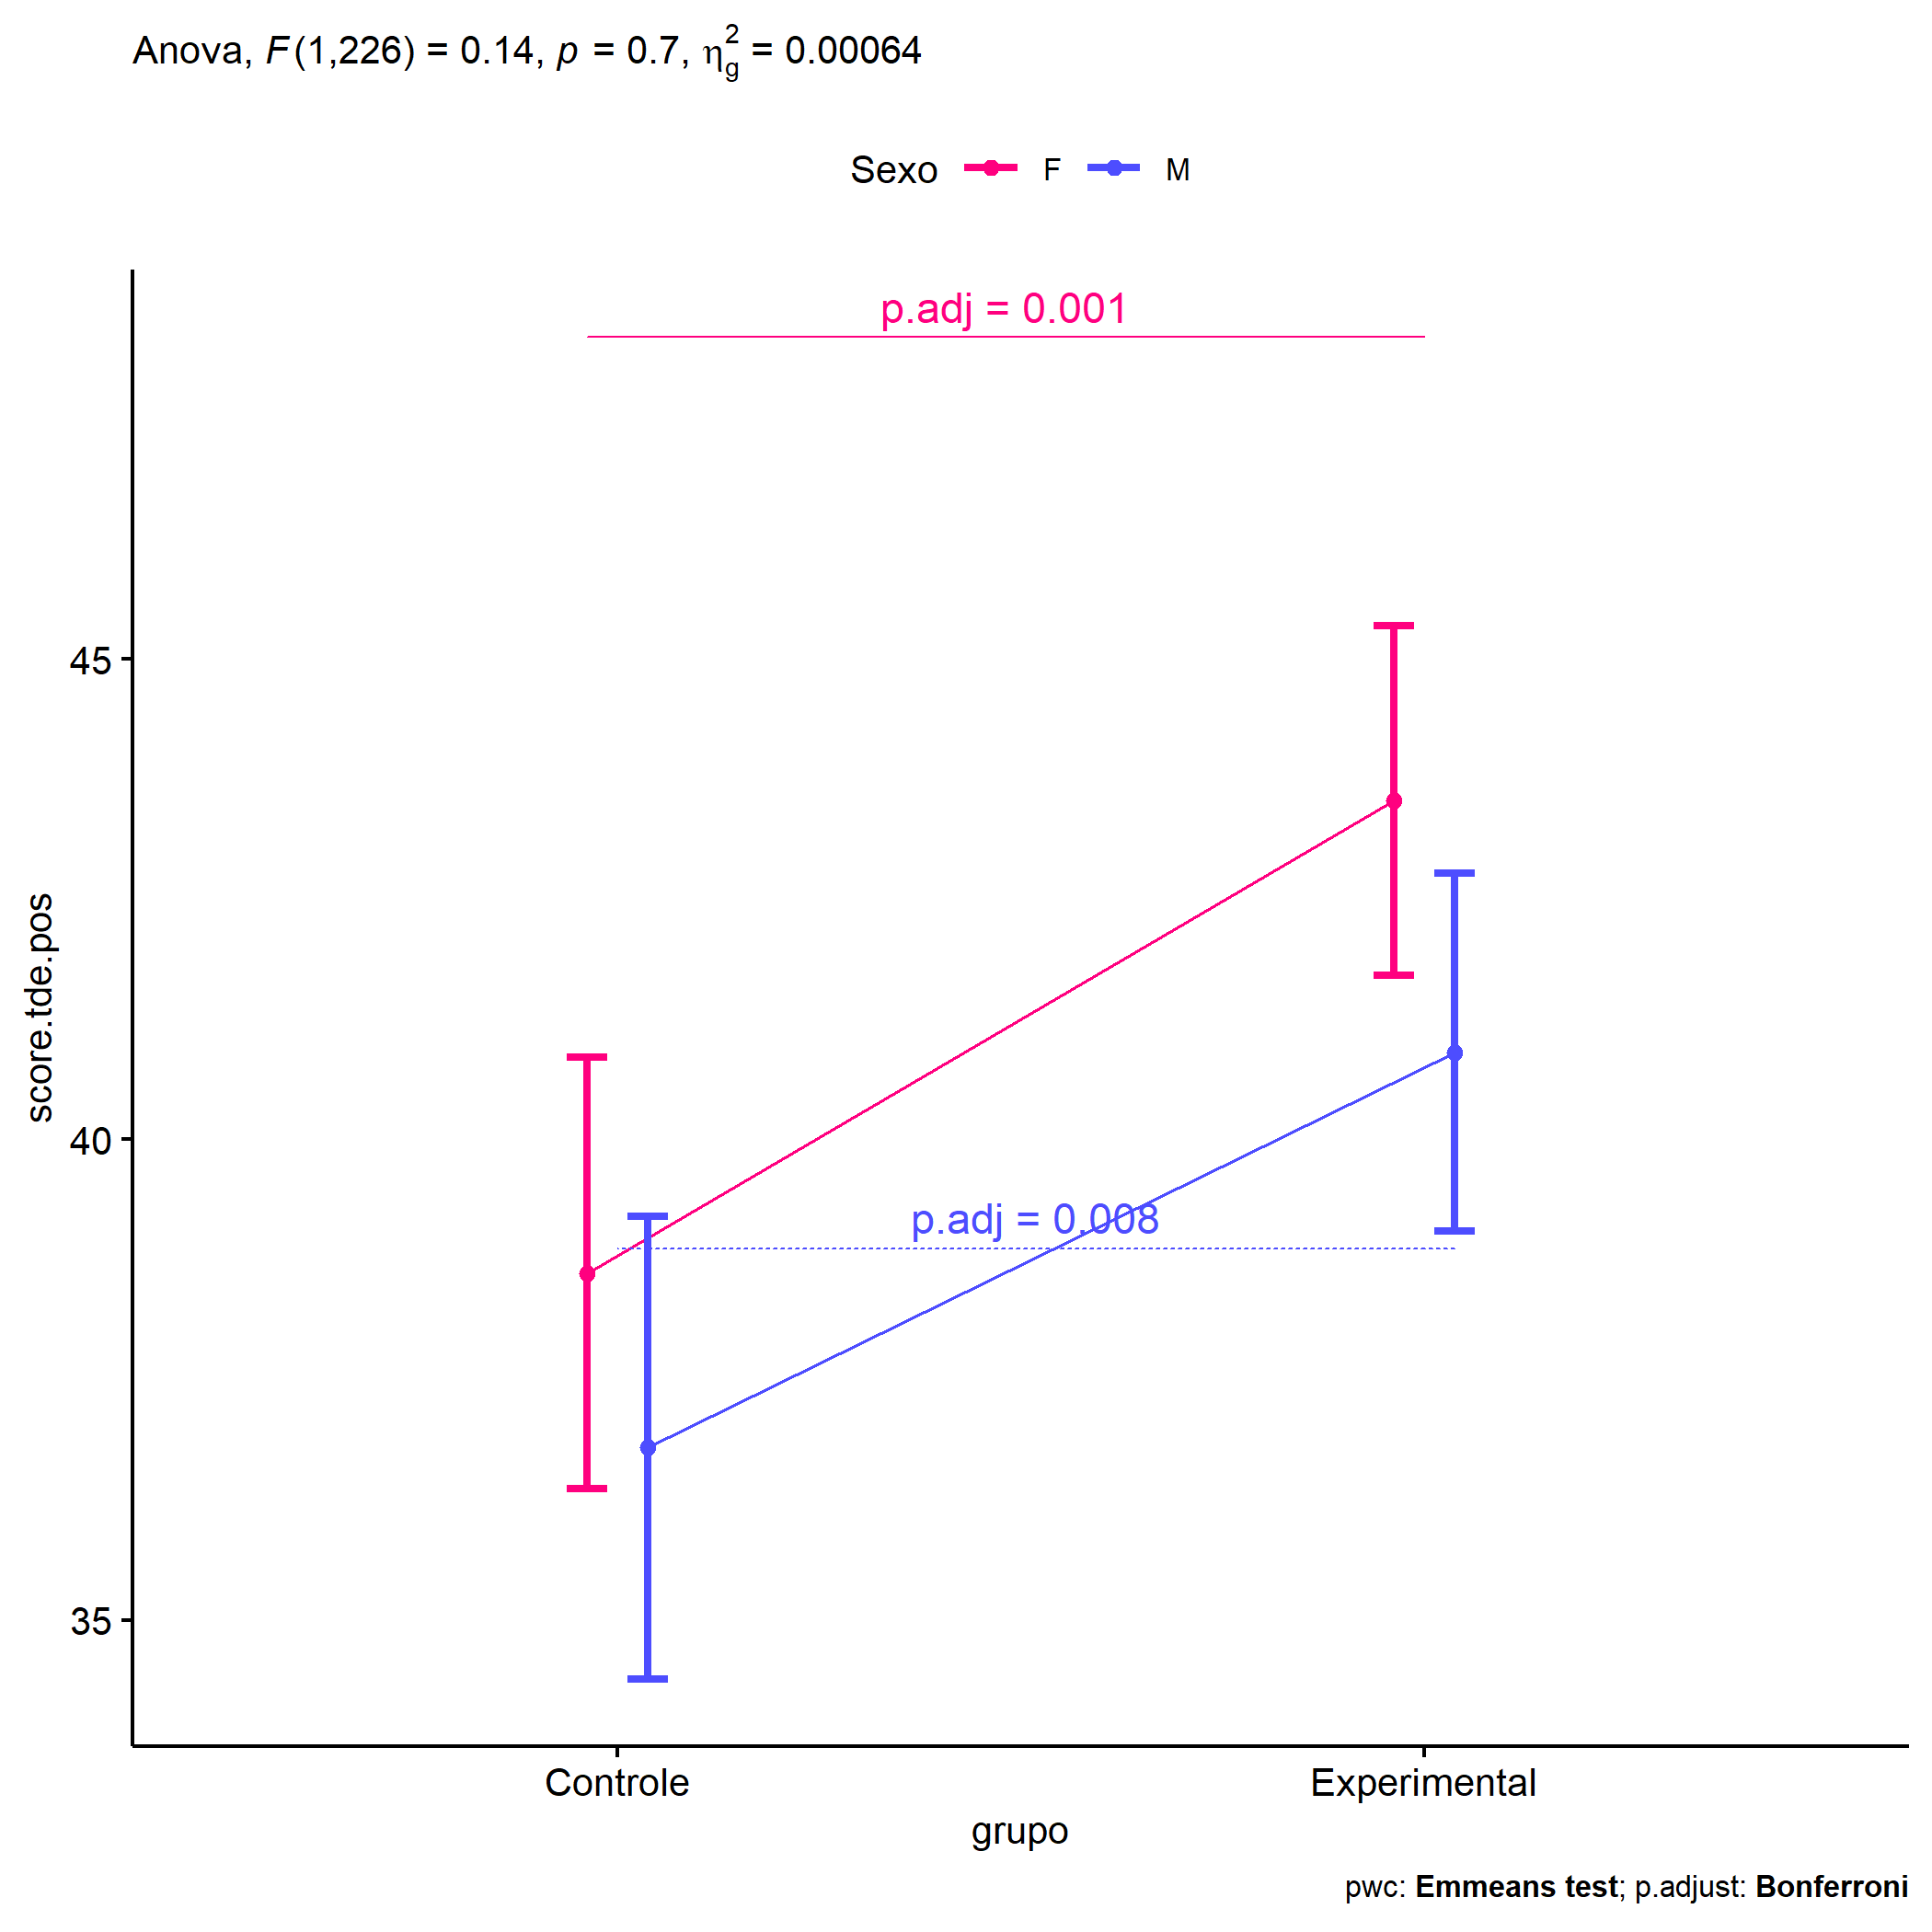 Anova, F(1,226) = 0.14, p = 0.7, η²g = 0.00064
Sexo F M
p.adj = 0.001
45
40
35
p.adj = 0.008
score.tde.pos
Controle Experimental
grupo
pwc: Emmeans test; p.adjust: Bonferroni